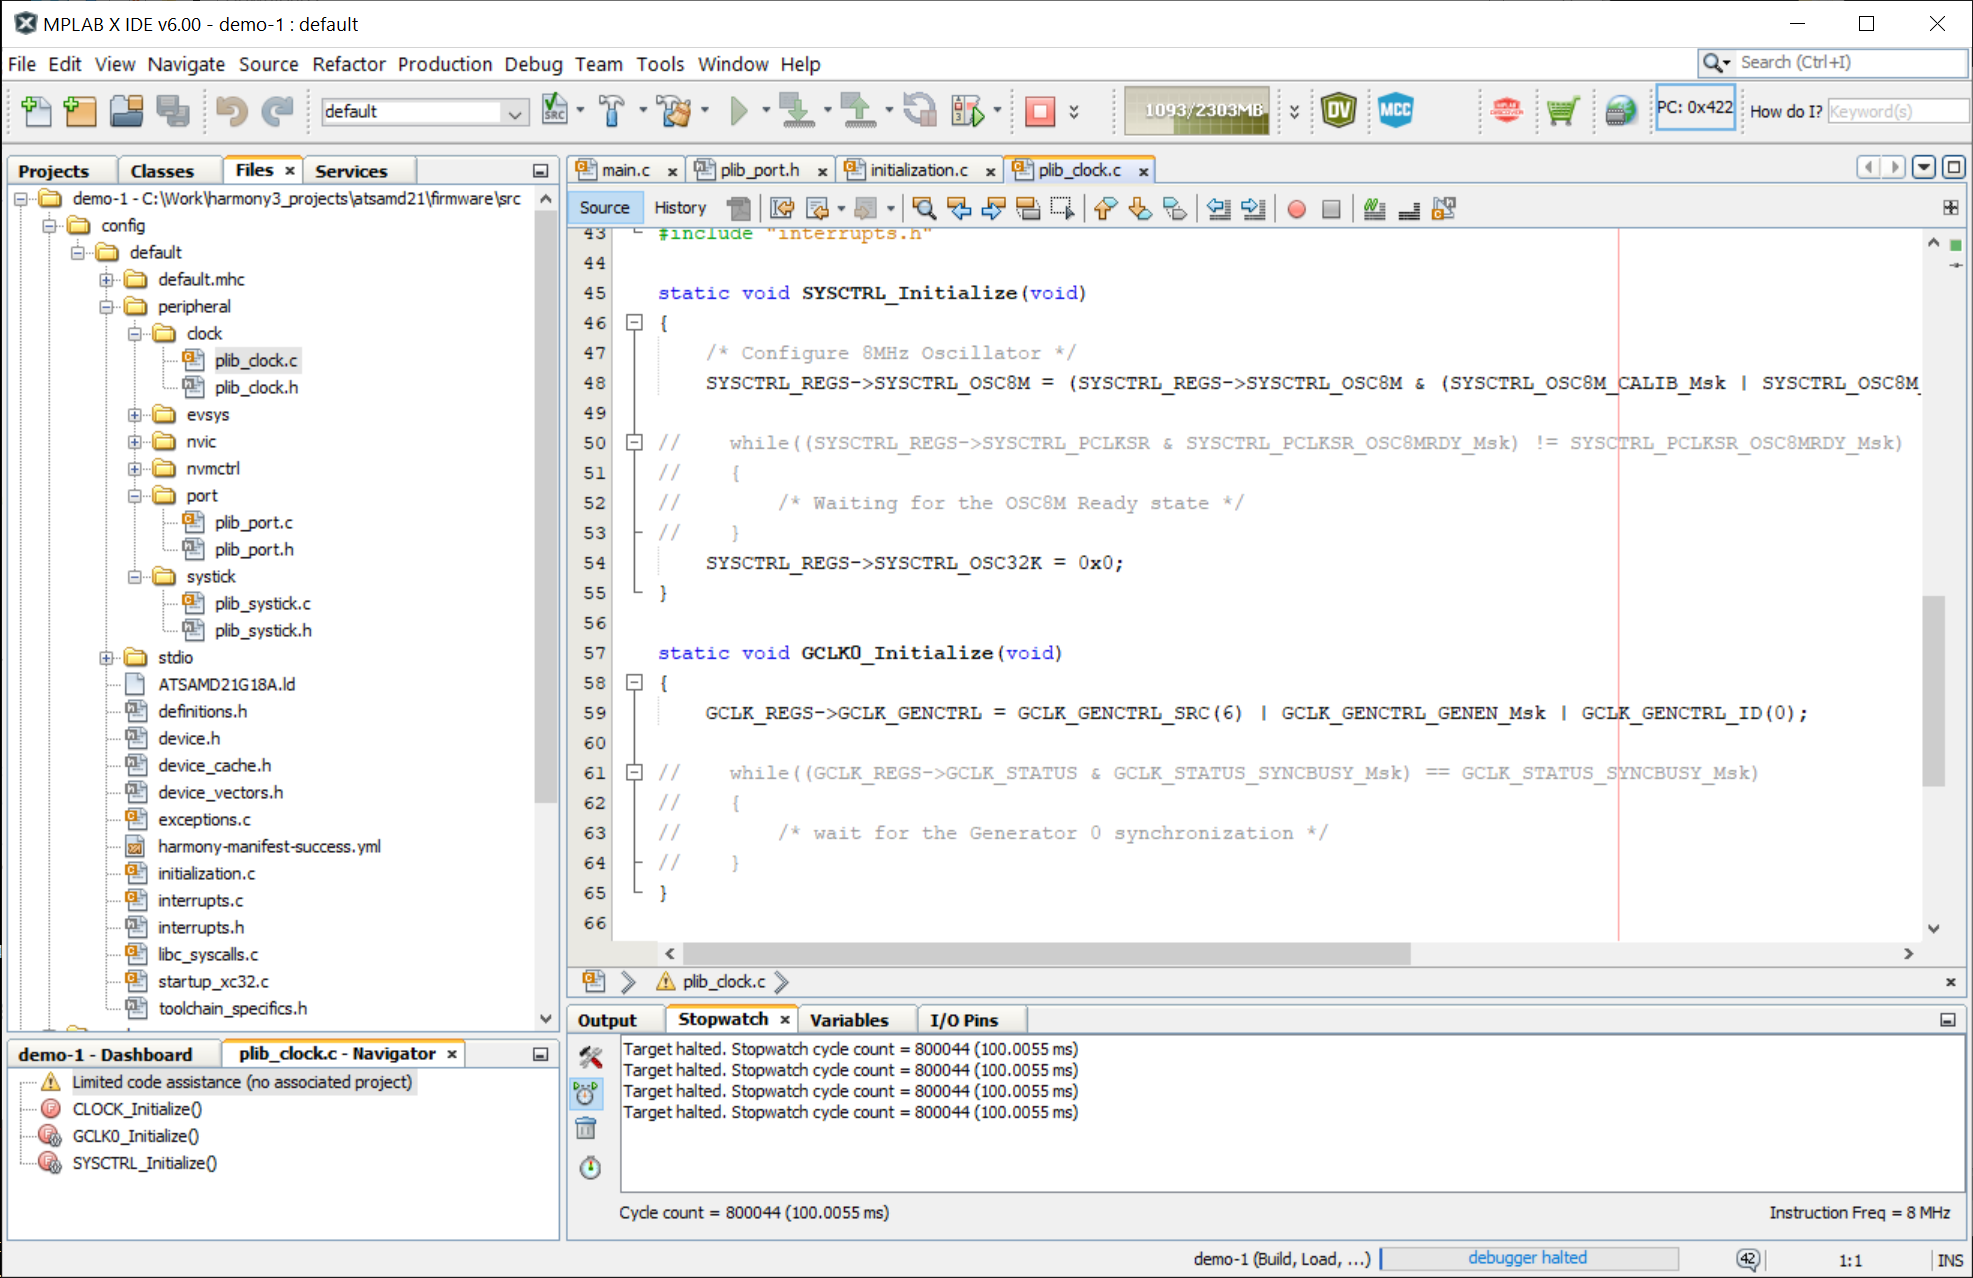 MPLAB X IDE v6.00 - demo-1 : default
File Edit View Navigate Source Refactor Production Debug Team Tools Window Help
Search (Ctrl+I)
default
SRC
1093/2303MB
DV
MCC
PC: 0x422
How do I? Keyword(s)
Projects Classes Files Services
demo-1 - C:\Work\harmony3_projects\atsamd21\firmware\src
config
default
default.mhc
peripheral
clock
plib_clock.c
plib_clock.h
evsys
nvic
nvmctrl
port
plib_port.c
plib_port.h
systick
plib_systick.c
plib_systick.h
stdio
ATSAMD21G18A.ld
definitions.h
device.h
device_cache.h
device_vectors.h
exceptions.c
harmony-manifest-success.yml
initialization.c
interrupts.c
interrupts.h
libc_syscalls.c
startup_xc32.c
toolchain_specifics.h
main.c plib_port.h initialization.c plib_clock.c
Source History
43 #include "interrupts.h"
44
45 static void SYSCTRL_Initialize(void)
46 {
47 /* Configure 8MHz Oscillator */
48 SYSCTRL_REGS->SYSCTRL_OSC8M = (SYSCTRL_REGS->SYSCTRL_OSC8M & (SYSCTRL_OSC8M_CALIB_Msk | SYSCTRL_OSC8M_
49
50 // while((SYSCTRL_REGS->SYSCTRL_PCLKSR & SYSCTRL_PCLKSR_OSC8MRDY_Msk) != SYSCTRL_PCLKSR_OSC8MRDY_Msk)
51 // {
52 // /* Waiting for the OSC8M Ready state */
53 // }
54 SYSCTRL_REGS->SYSCTRL_OSC32K = 0x0;
55 }
56
57 static void GCLK0_Initialize(void)
58 {
59 GCLK_REGS->GCLK_GENCTRL = GCLK_GENCTRL_SRC(6) | GCLK_GENCTRL_GENEN_Msk | GCLK_GENCTRL_ID(0);
60
61 // while((GCLK_REGS->GCLK_STATUS & GCLK_STATUS_SYNCBUSY_Msk) == GCLK_STATUS_SYNCBUSY_Msk)
62 // {
63 // /* wait for the Generator 0 synchronization */
64 // }
65 }
66
plib_clock.c
demo-1 - Dashboard plib_clock.c - Navigator
Limited code assistance (no associated project)
CLOCK_Initialize()
GCLK0_Initialize()
SYSCTRL_Initialize()
Output Stopwatch Variables I/O Pins
Target halted. Stopwatch cycle count = 800044 (100.0055 ms)
Target halted. Stopwatch cycle count = 800044 (100.0055 ms)
Target halted. Stopwatch cycle count = 800044 (100.0055 ms)
Target halted. Stopwatch cycle count = 800044 (100.0055 ms)
Cycle count = 800044 (100.0055 ms)
Instruction Freq = 8 MHz
demo-1 (Build, Load, ...) debugger halted 42 1:1 INS